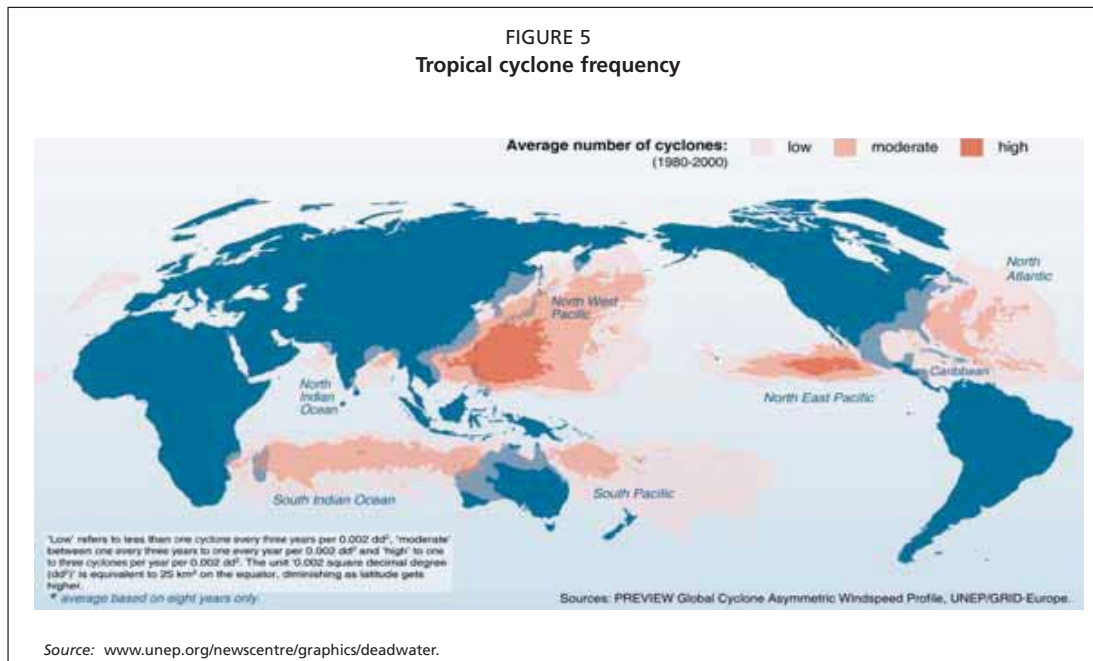 FIGURE 5
Tropical cyclone frequency
Average number of cyclones: low moderate high
(1980-2000)
North
Atlantic
North West
Pacific
North
Indian
Ocean*
Caribbean
North East Pacific
South Indian Ocean
South Pacific
'Low' refers to less than one cyclone every three years per 0.002 dd², 'moderate'
between one every three years to one every year per 0.002 dd² and 'high' to one
to three cyclones per year per 0.002 dd². The unit '0.002 square decimal degree
(dd²)' is equivalent to 25 km² on the equator, diminishing as latitude gets
higher.
* average based on eight years only.
Sources: PREVIEW Global Cyclone Asymmetric Windspeed Profile, UNEP/GRID-Europe.
Source: www.unep.org/newscentre/graphics/deadwater.